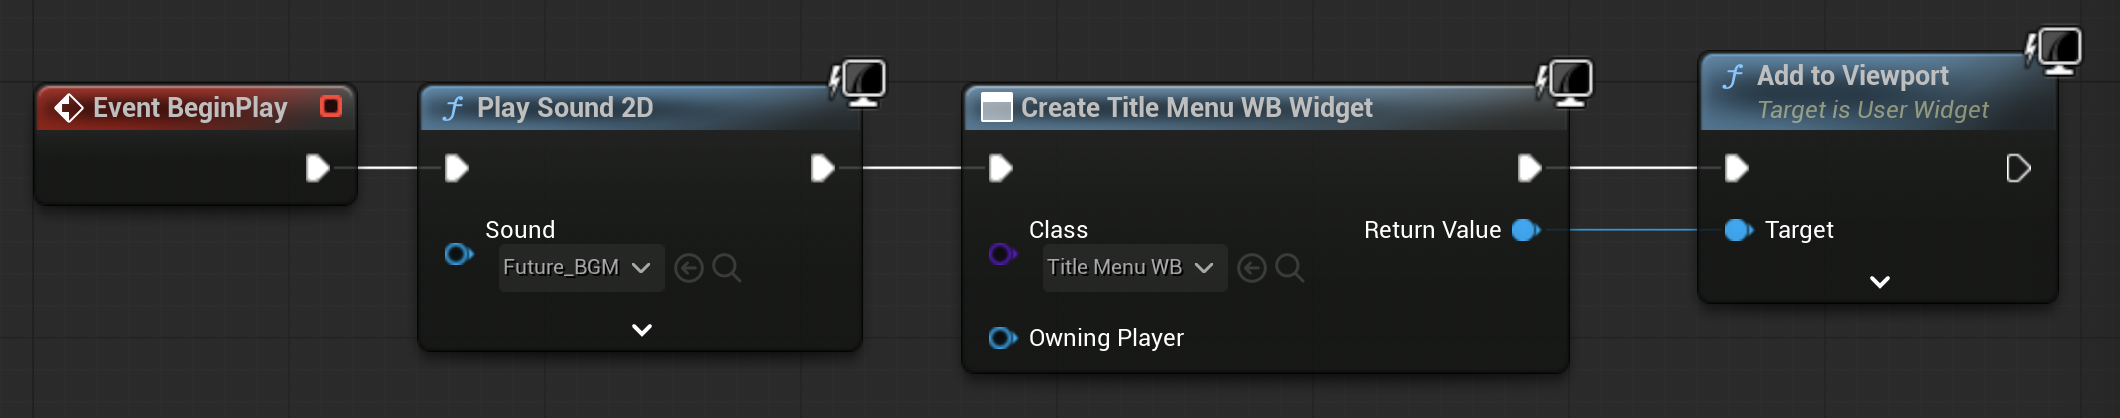 Event BeginPlay
Play Sound 2D
Sound
Future_BGM
Create Title Menu WB Widget
Class
Title Menu WB
Return Value
Owning Player
Add to Viewport
Target is User Widget
Target